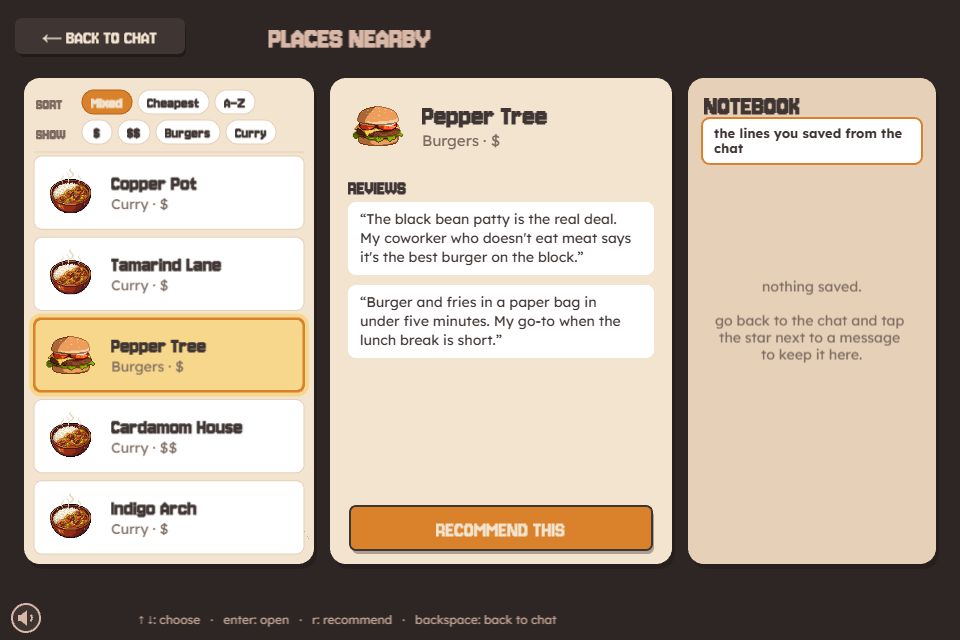 ← BACK TO CHAT
PLACES NEARBY
SORT Mixed Cheapest A-Z
SHOW $ $$ Burgers Curry
Copper Pot
Curry · $
Tamarind Lane
Curry · $
Pepper Tree
Burgers · $
Cardamom House
Curry · $$
Indigo Arch
Curry · $
Pepper Tree
Burgers · $
REVIEWS
“The black bean patty is the real deal.
My coworker who doesn't eat meat says
it's the best burger on the block.”
“Burger and fries in a paper bag in
under five minutes. My go-to when the
lunch break is short.”
RECOMMEND THIS
NOTEBOOK
the lines you saved from the
chat
nothing saved.
go back to the chat and tap
the star next to a message
to keep it here.
↑ ↓: choose · enter: open · r: recommend · backspace: back to chat